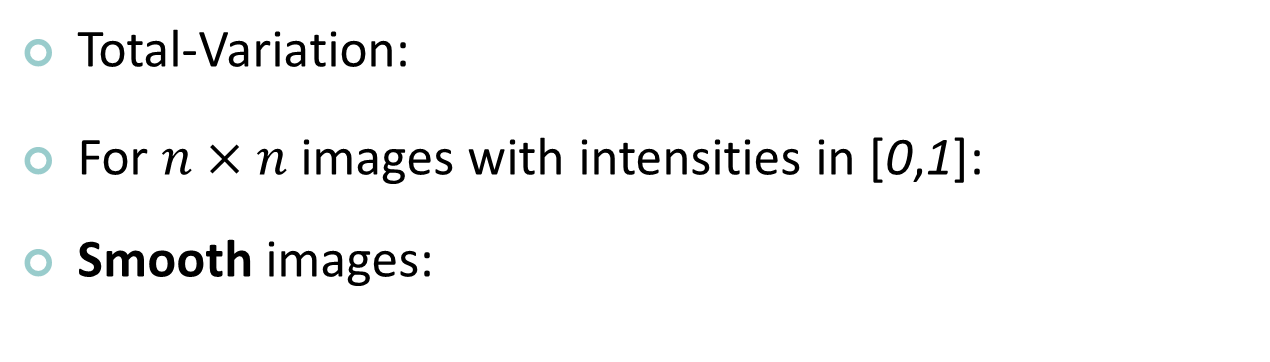 Total-Variation:
For n × n images with intensities in [0,1]:
Smooth images: